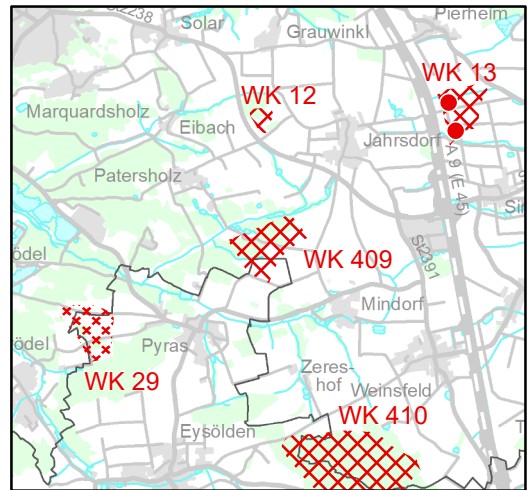 St2238
Solar
Pierheim
Grauwinkl
WK 13
WK 12
Marquardsholz
Eibach
Jahrsdorf
A 9 (E 45)
Patersholz
St2391
WK 409
ödel
Mindorf
ödel
Pyras
Zeres-
hof
WK 29
Weinsfeld
WK 410
Eysölden